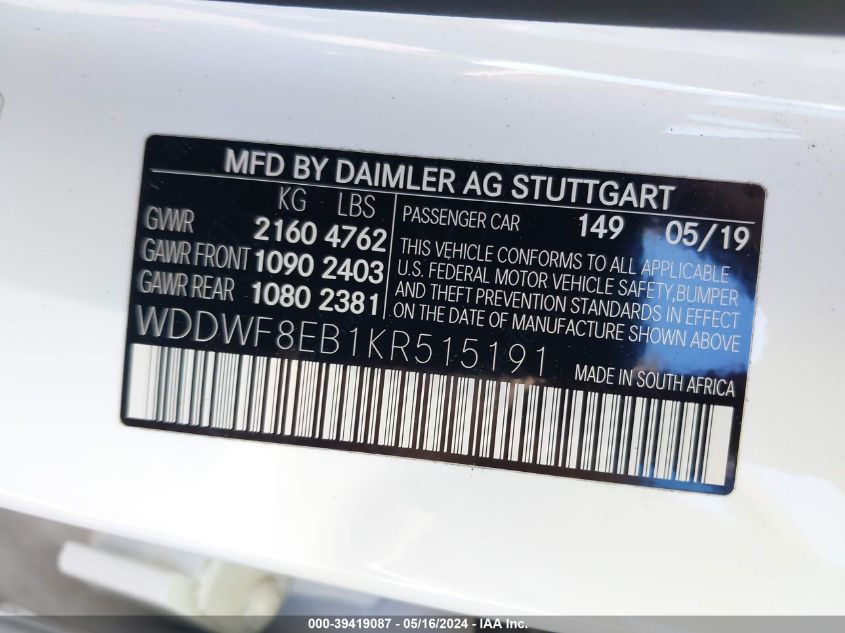 MFD BY DAIMLER AG STUTTGART
KG LBS
GVWR 2160 4762
GAWR FRONT 1090 2403
GAWR REAR 1080 2381
PASSENGER CAR 149 05/19
THIS VEHICLE CONFORMS TO ALL APPLICABLE
U.S. FEDERAL MOTOR VEHICLE SAFETY,BUMPER
AND THEFT PREVENTION STANDARDS IN EFFECT
ON THE DATE OF MANUFACTURE SHOWN ABOVE
WDDWF8EB1KR515191
MADE IN SOUTH AFRICA
000-39419087 - 05/16/2024 - IAA Inc.